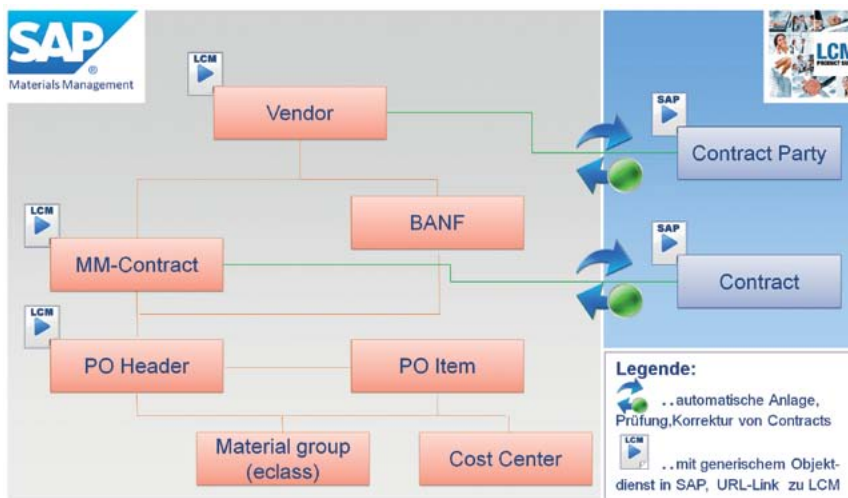 SAP
®
Materials Management
LCM
PRODUCT
LCM
Vendor
SAP
Contract Party
LCM
BANF
MM-Contract
SAP
Contract
LCM
PO Header
PO Item
Material group
(eclass)
Cost Center
Legende:
..automatische Anlage,
Prüfung,Korrektur von Contracts
LCM
..mit generischem Objekt-
dienst in SAP, URL-Link zu LCM